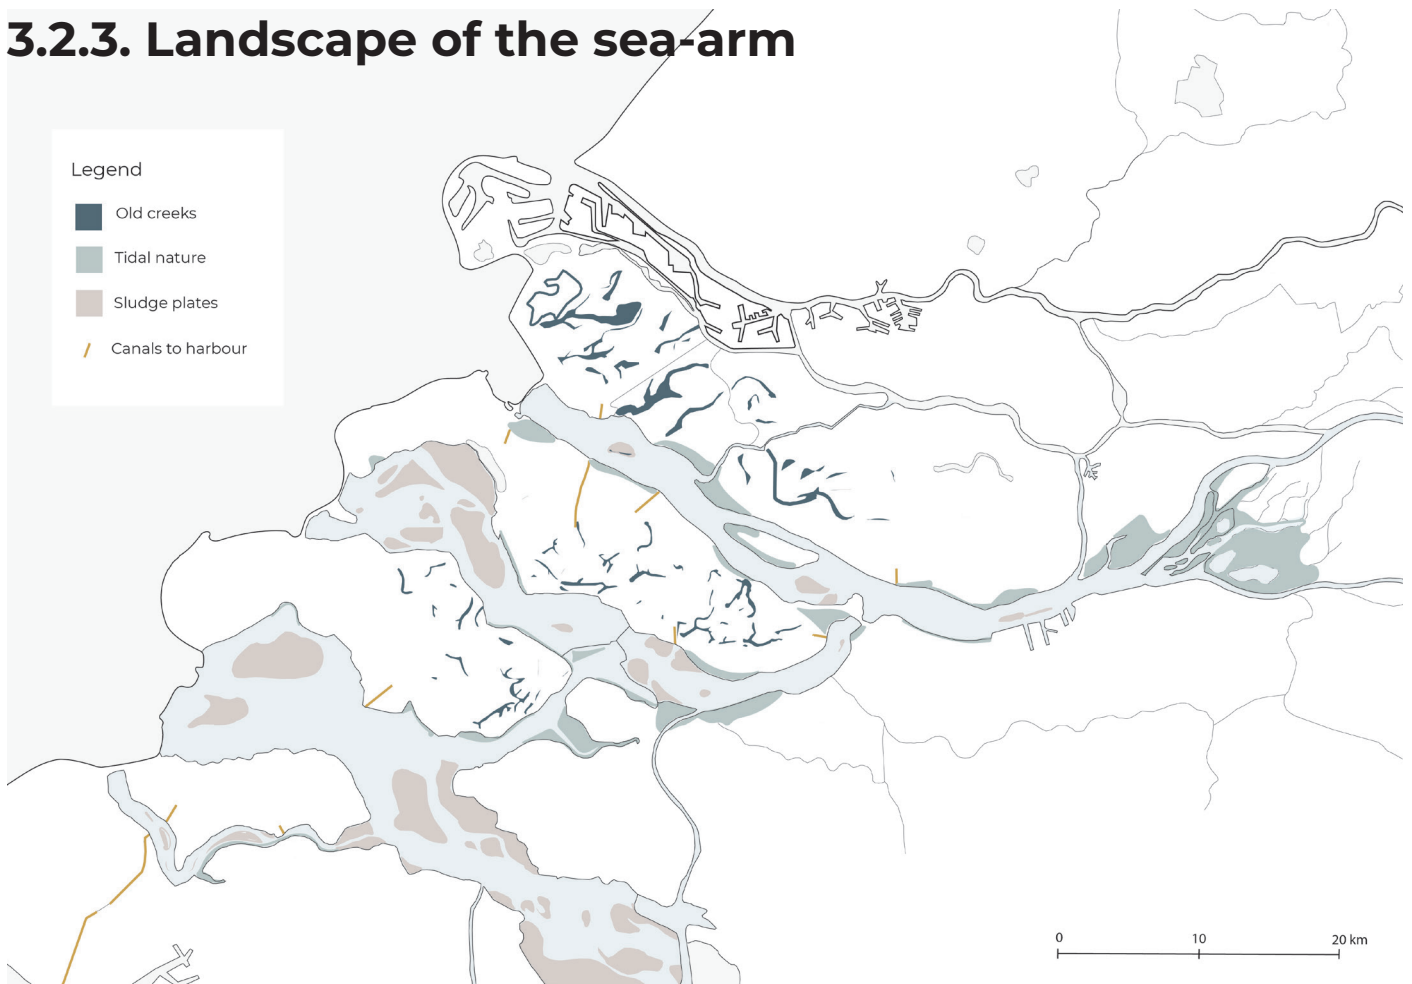 3.2.3. Landscape of the sea-arm
Legend
Old creeks
Tidal nature
Sludge plates
Canals to harbour
0 10 20 km